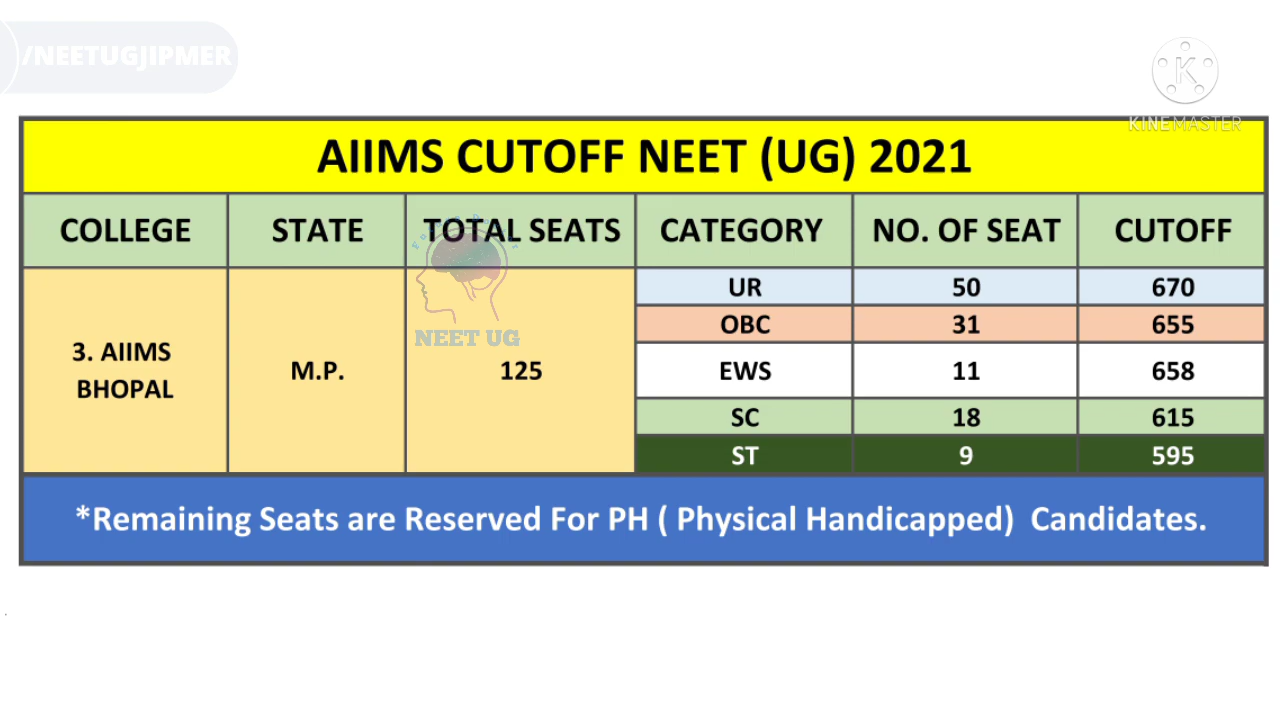 /NEETUGJIPMER
KINEMASTER
AIIMS CUTOFF NEET (UG) 2021
COLLEGE STATE TOTAL SEATS CATEGORY NO. OF SEAT CUTOFF
3. AIIMS BHOPAL M.P. 125
UR 50 670
OBC 31 655
EWS 11 658
SC 18 615
ST 9 595
NEET UG
*Remaining Seats are Reserved For PH ( Physical Handicapped) Candidates.